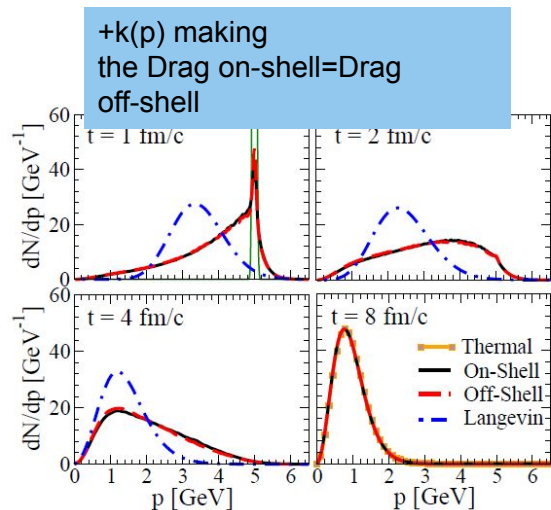 +k(p) making
the Drag on-shell=Drag
off-shell
60
40
20
0
dN/dp [GeV⁻¹]
t = 1 fm/c
t = 2 fm/c
60
40
20
0
dN/dp [GeV⁻¹]
t = 4 fm/c
t = 8 fm/c
Thermal
On-Shell
Off-Shell
Langevin
0 1 2 3 4 5 6
0 1 2 3 4 5 6
p [GeV]
p [GeV]